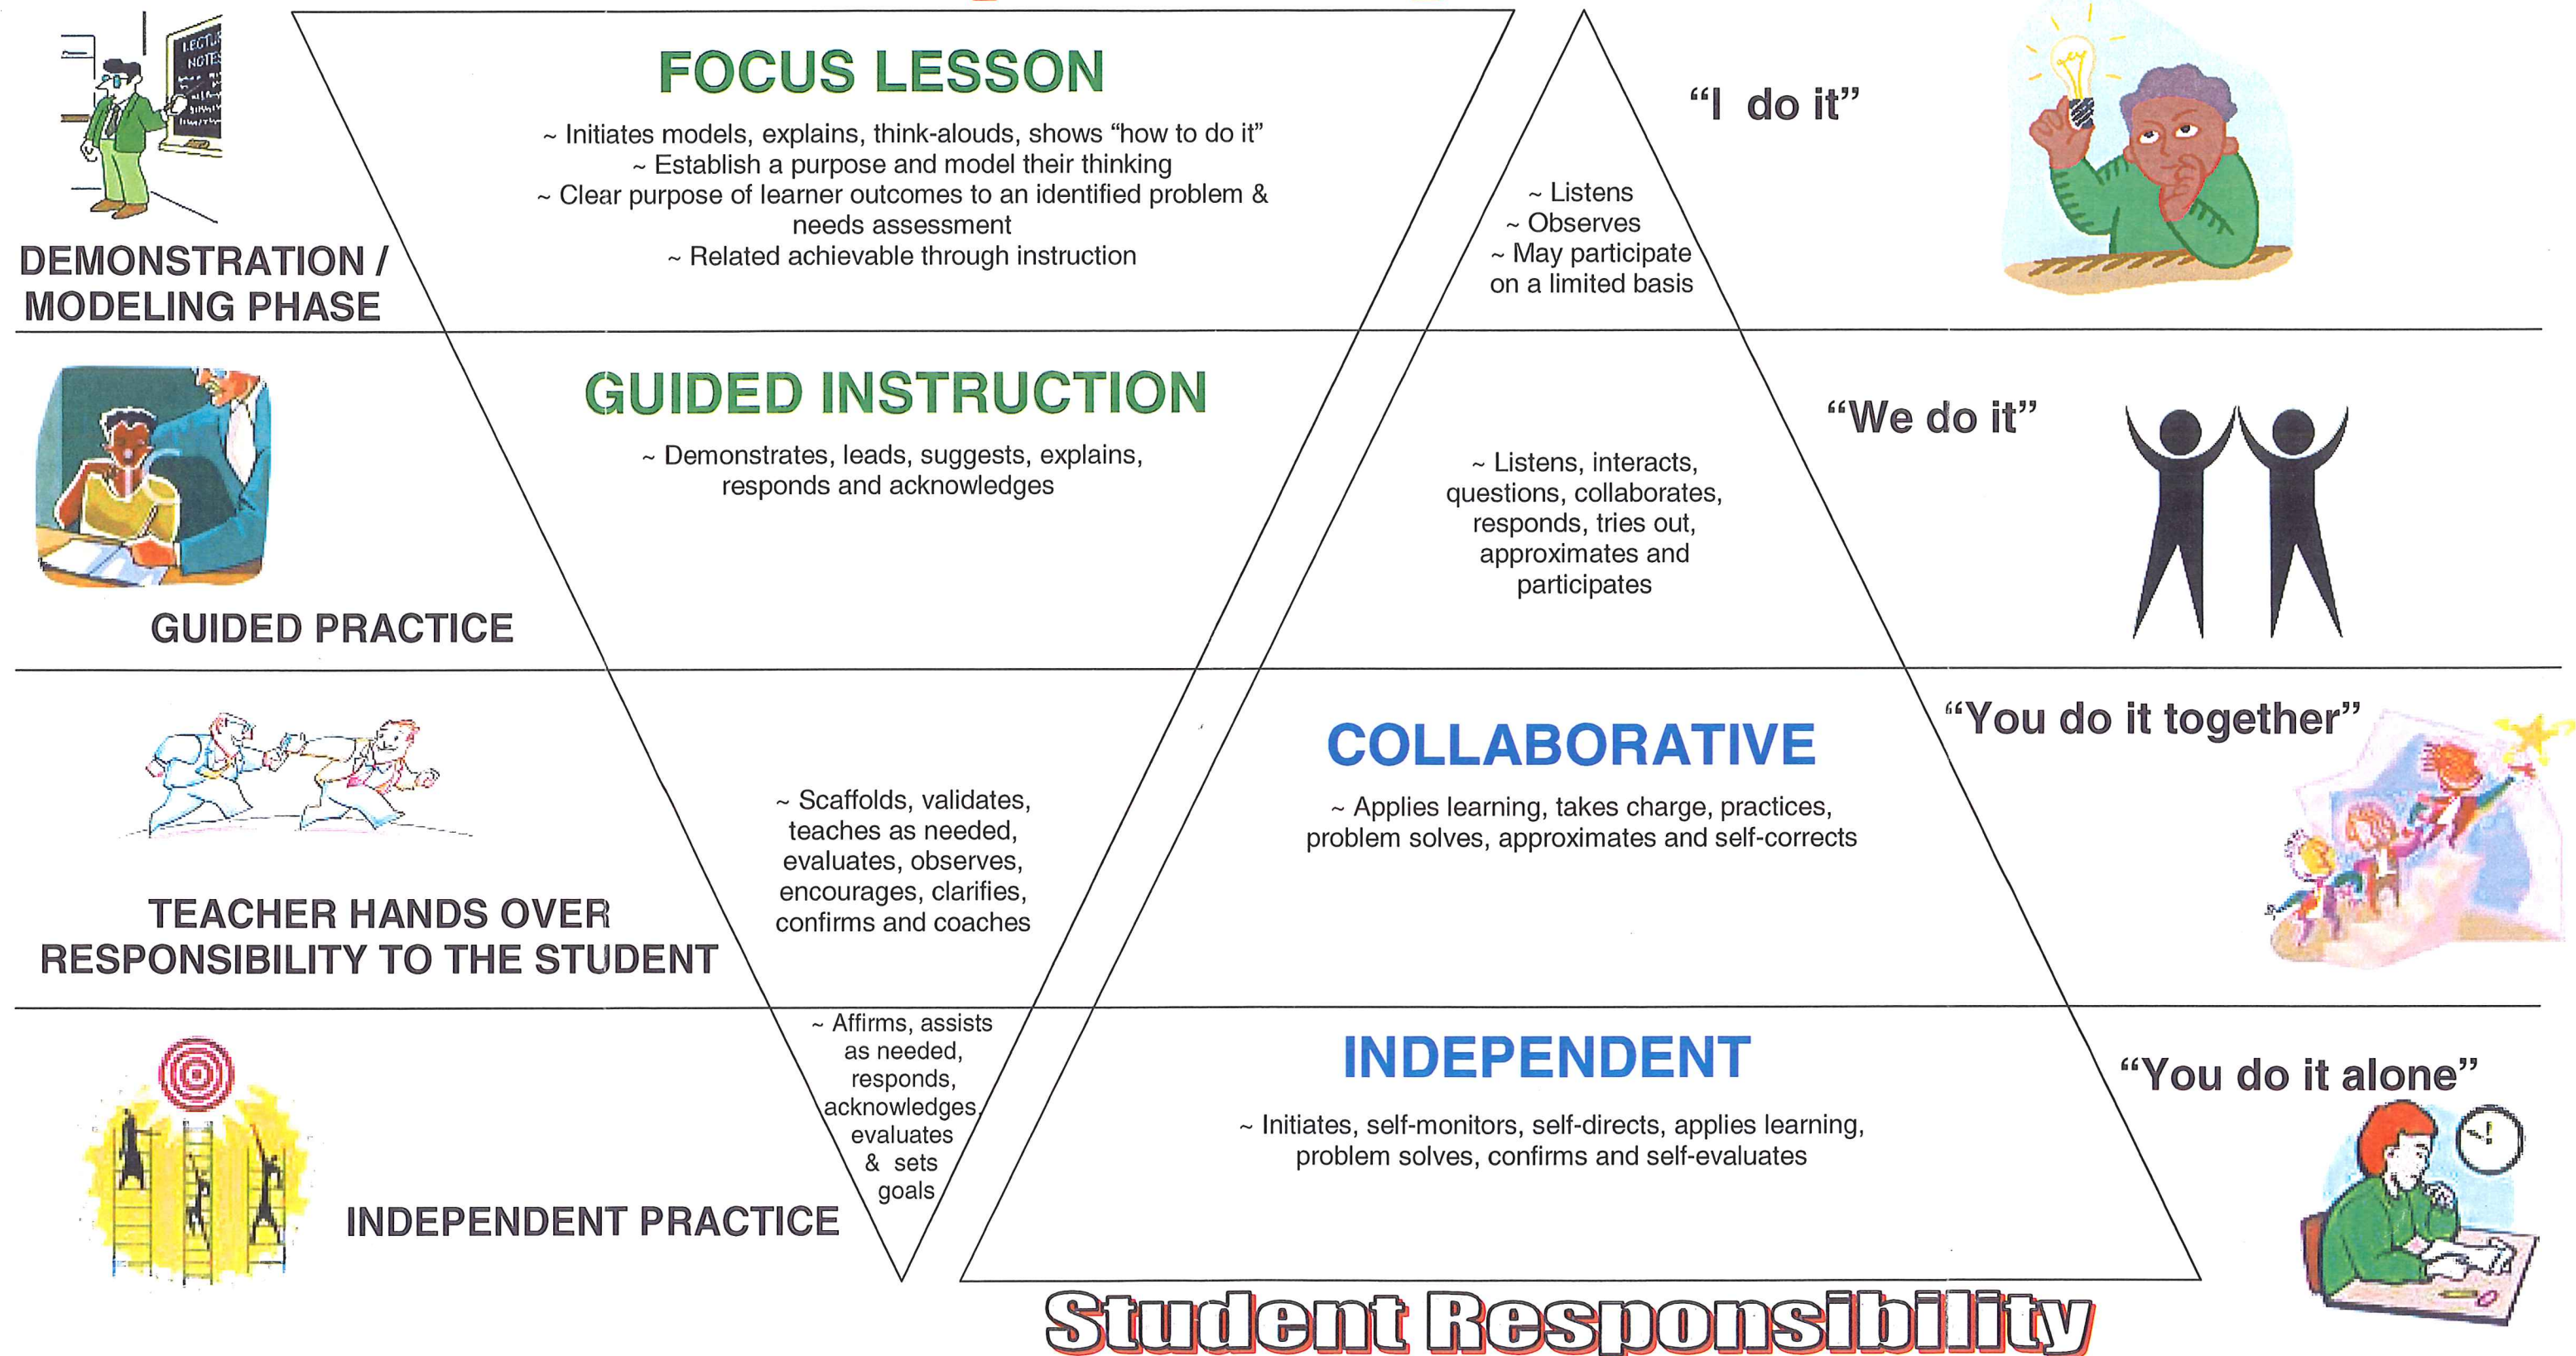 LECTURE
NOTES
FOCUS LESSON
~ Initiates models, explains, think-alouds, shows “how to do it”
~ Establish a purpose and model their thinking
~ Clear purpose of learner outcomes to an identified problem &
needs assessment
~ Related achievable through instruction
~ Listens
~ Observes
~ May participate
on a limited basis
“I do it”
DEMONSTRATION /
MODELING PHASE
GUIDED INSTRUCTION
~ Demonstrates, leads, suggests, explains,
responds and acknowledges
~ Listens, interacts,
questions, collaborates,
responds, tries out,
approximates and
participates
“We do it”
GUIDED PRACTICE
~ Scaffolds, validates,
teaches as needed,
evaluates, observes,
encourages, clarifies,
confirms and coaches
COLLABORATIVE
~ Applies learning, takes charge, practices,
problem solves, approximates and self-corrects
“You do it together”
TEACHER HANDS OVER
RESPONSIBILITY TO THE STUDENT
~ Affirms, assists
as needed,
responds,
acknowledges,
evaluates
& sets
goals
INDEPENDENT
~ Initiates, self-monitors, self-directs, applies learning,
problem solves, confirms and self-evaluates
“You do it alone”
INDEPENDENT PRACTICE
Student Responsibility